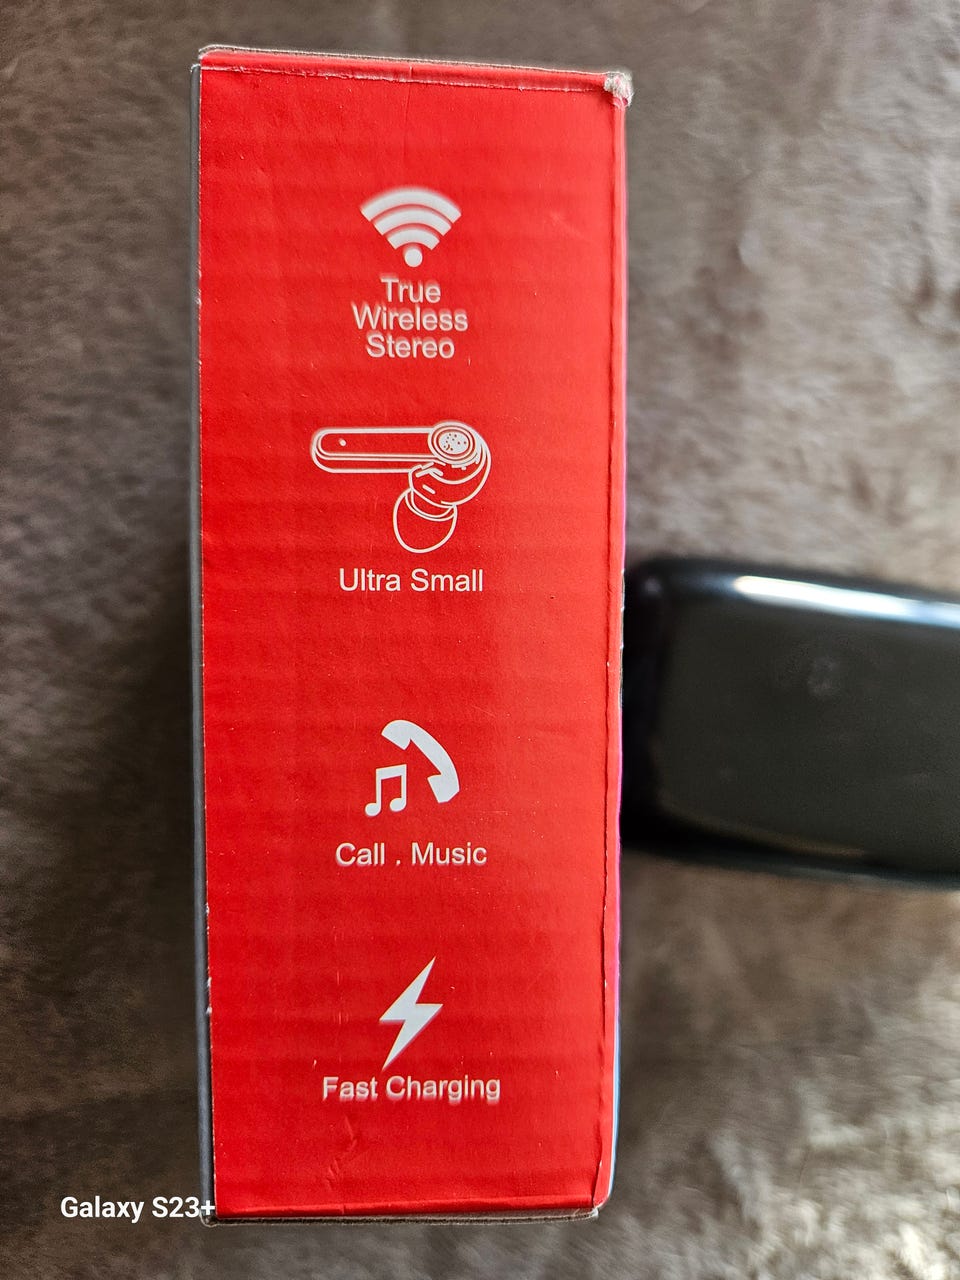 True
Wireless
Stereo
Ultra Small
Call . Music
Fast Charging
Galaxy S23+